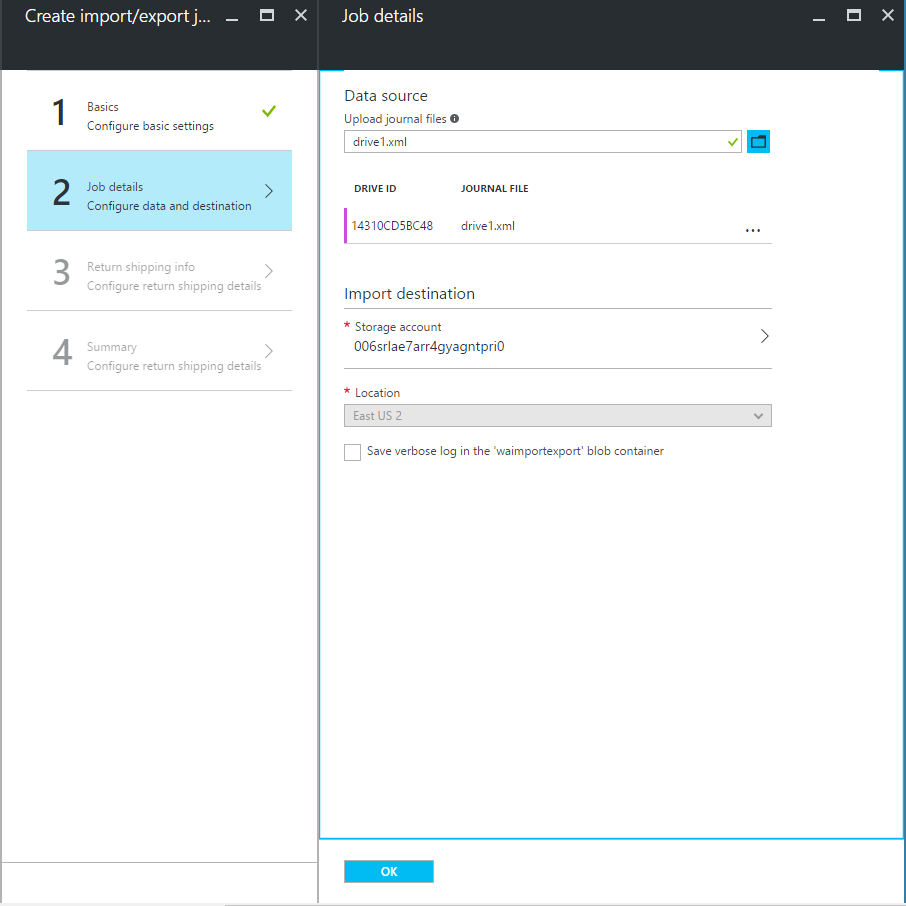 Create import/export j...
Job details
1
Basics
Configure basic settings
2
Job details
Configure data and destination
3
Return shipping info
Configure return shipping details
4
Summary
Configure return shipping details
Data source
Upload journal files
drive1.xml
DRIVE ID JOURNAL FILE
14310CD5BC48 drive1.xml ...
Import destination
* Storage account
006srlae7arr4gyagntpri0
* Location
East US 2
Save verbose log in the 'waimportexport' blob container
OK